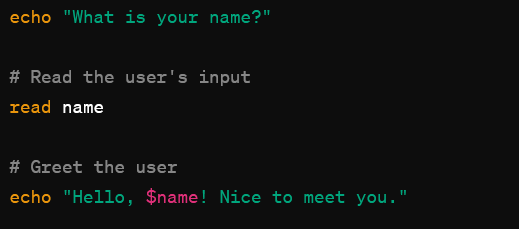 echo "What is your name?"
# Read the user's input
read name
# Greet the user
echo "Hello, $name! Nice to meet you."